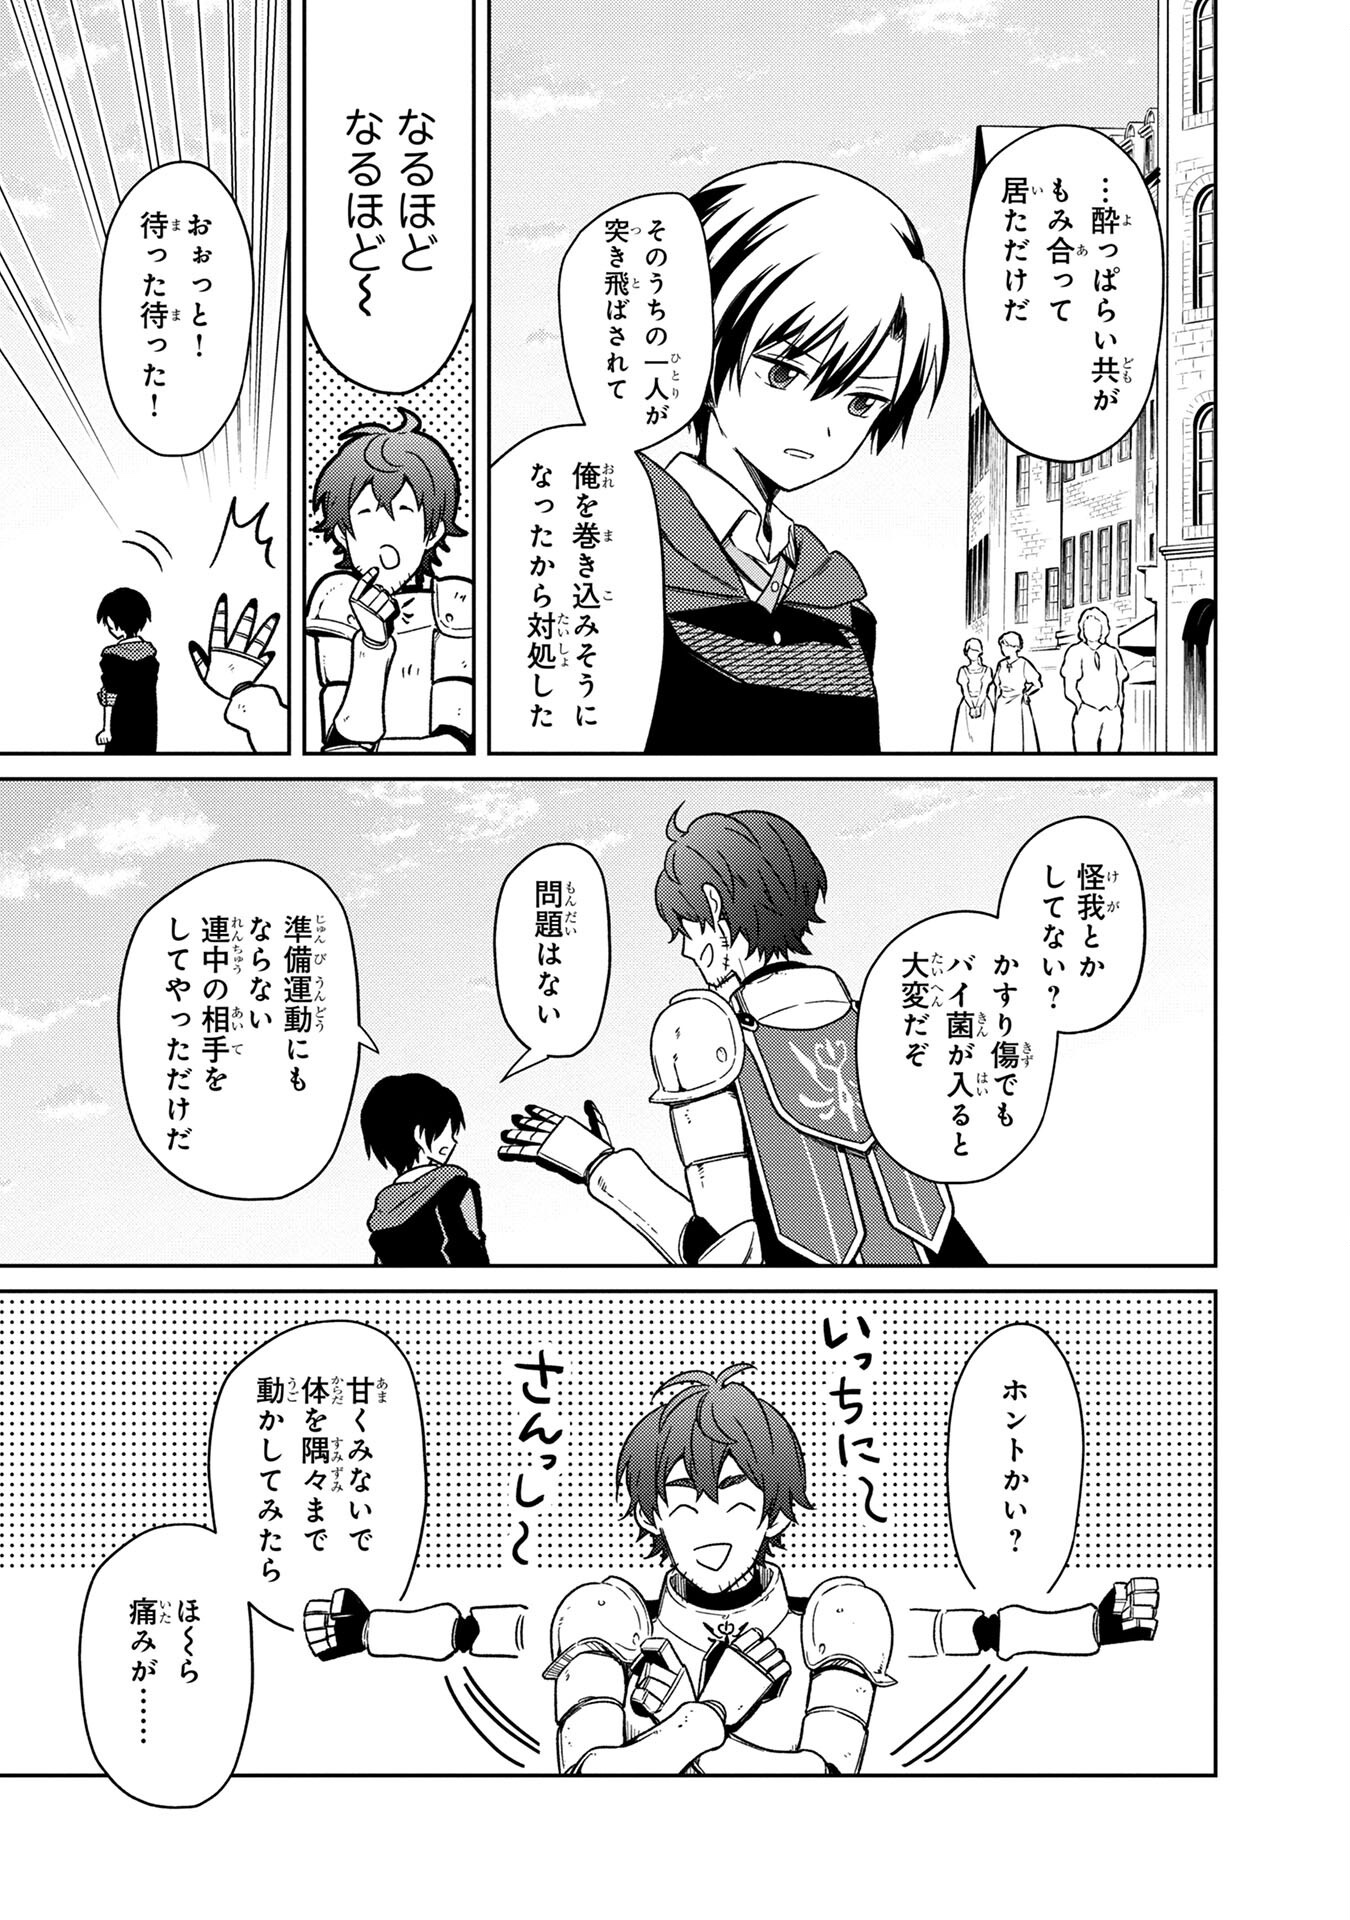 …酔っぱらい共が
もみ合って
居ただけだ
そのうちの一人が
突き飛ばされて
俺を巻き込みそうに
なったから対処した
なるほど
なるほど〜
おぉっと！
待った待った！
怪我とか
してない？
かすり傷でも
バイ菌が入ると
大変だぞ
問題はない
準備運動にも
ならない
連中の相手を
してやっただけだ
ホントかい？
いっちに〜
さんっし〜
甘くみないで
体を隅々まで
動かしてみたら
ほ〜ら
痛みが……